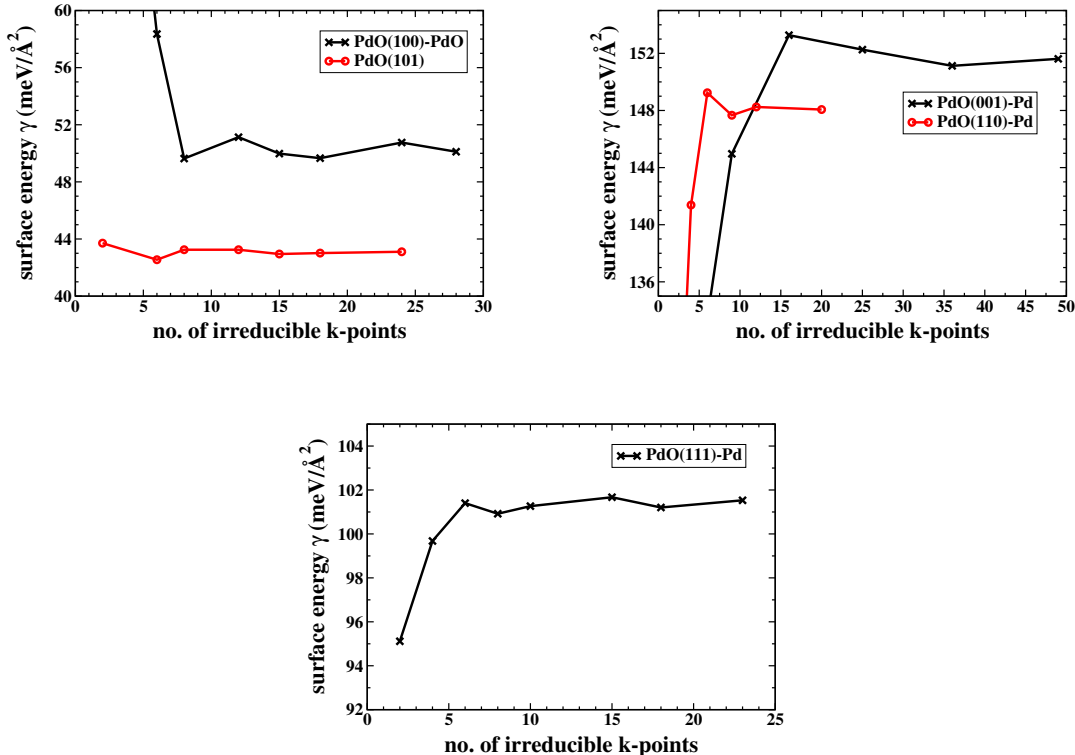 PdO(100)-PdO
PdO(101)
surface energy γ (meV/Å²)
60
56
52
48
44
40
0 5 10 15 20 25 30
no. of irreducible k-points
PdO(001)-Pd
PdO(110)-Pd
surface energy γ (meV/Å²)
152
148
144
140
136
0 5 10 15 20 25 30 35 40 45 50
no. of irreducible k-points
PdO(111)-Pd
surface energy γ (meV/Å²)
104
102
100
98
96
94
92
0 5 10 15 20 25
no. of irreducible k-points